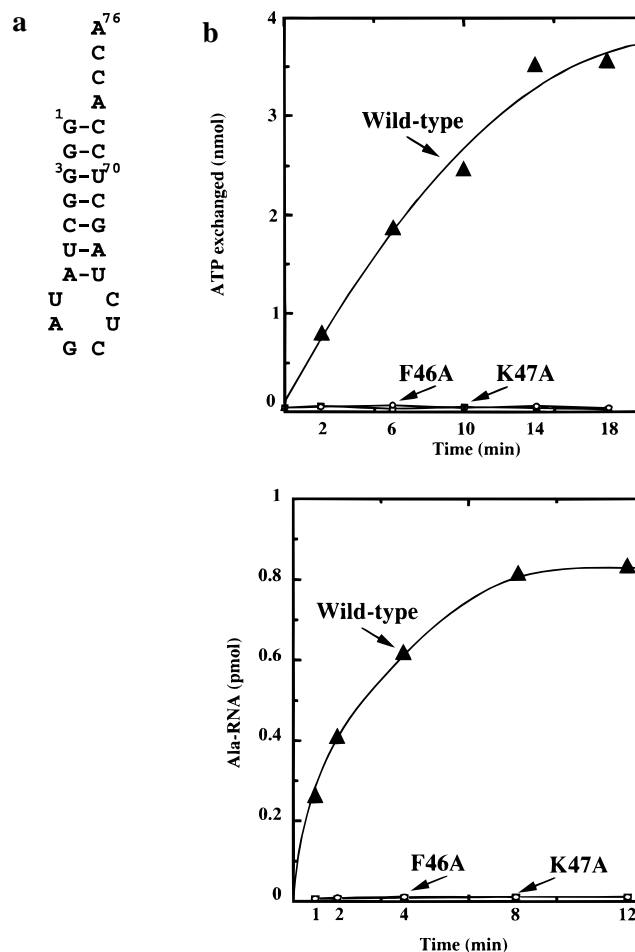 a
A76
C
C
A
1G–C
G–C
3G–U70
G–C
C–G
U–A
A–U
U C
A U
G C
b
ATP exchanged (nmol)
4
3
2
1
0
Wild-type
F46A
K47A
2 6 10 14 18
Time (min)
Ala-RNA (pmol)
1
0.8
0.6
0.4
0.2
0
Wild-type
F46A
K47A
1 2 4 8 12
Time (min)